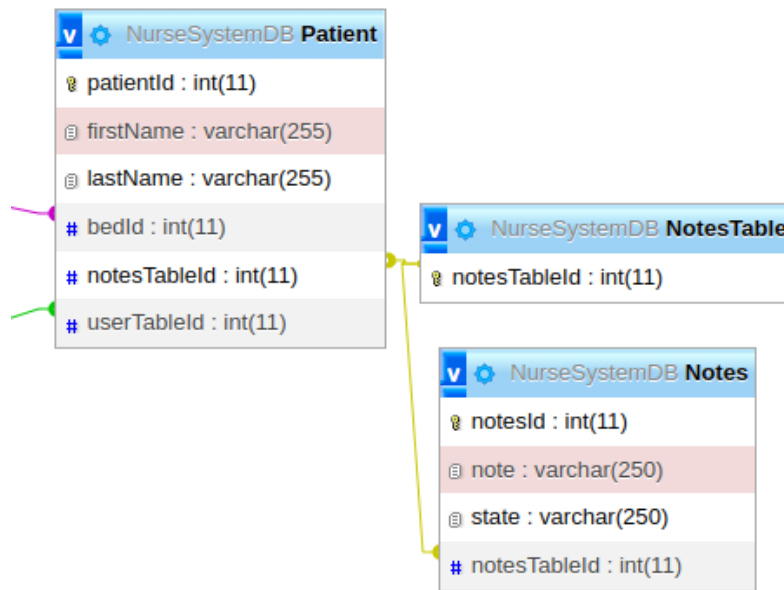 v NurseSystemDB Patient
patientId : int(11)
firstName : varchar(255)
lastName : varchar(255)
# bedId : int(11)
# notesTableId : int(11)
# userTableId : int(11)
v NurseSystemDB NotesTable
notesTableId : int(11)
v NurseSystemDB Notes
notesId : int(11)
note : varchar(250)
state : varchar(250)
# notesTableId : int(11)